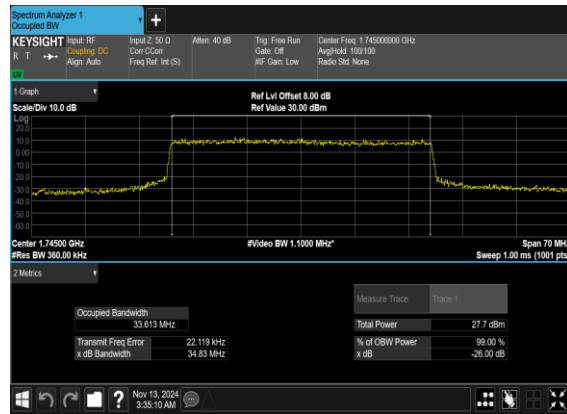 Spectrum Analyzer 1
Occupied BW
+
KEYSIGHT Input: RF Input Z: 50 Ω Atten: 40 dB Trig: Free Run Center Freq: 1.745000000 GHz
R T Coupling: DC Corr CCorr Gate: Off Avg|Hold: 100/100
Align: Auto Freq Ref: Int (S) #IF Gain: Low Radio Std: None
1 Graph
Ref Lvl Offset 8.00 dB
Scale/Div 10.0 dB Ref Value 30.00 dBm
Log
20.0
10.0
0.00
-10.0
-20.0
-30.0
-40.0
-50.0
-60.0
Center 1.74500 GHz #Video BW 1.1000 MHz* Span 70 MHz
#Res BW 360.00 kHz Sweep 1.00 ms (1001 pts
2 Metrics
Measure Trace Trace 1
Occupied Bandwidth
33.613 MHz Total Power 27.7 dBm
Transmit Freq Error 22.119 kHz % of OBW Power 99.00 %
x dB Bandwidth 34.83 MHz x dB -26.00 dB
? Nov 13, 2024
3:35:10 AM